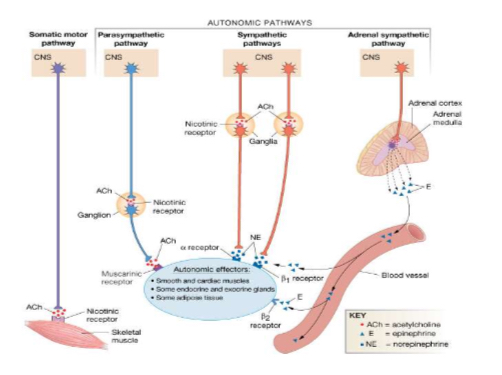 AUTONOMIC PATHWAYS
Somatic motor
pathway
Parasympathetic
pathway
Sympathetic
pathways
Adrenal sympathetic
pathway
CNS
CNS
CNS
CNS
ACh
Nicotinic
receptor
Ganglia
Adrenal cortex
Adrenal
medulla
E
ACh
Nicotinic
receptor
Ganglion
ACh
NE
α receptor
Muscarinic
receptor
Autonomic effectors:
• Smooth and cardiac muscles
• Some endocrine and exocrine glands
• Some adipose tissue
β1 receptor
Blood vessel
E
β2
receptor
ACh
Nicotinic
receptor
Skeletal
muscle
KEY
ACh = acetylcholine
E = epinephrine
NE = norepinephrine